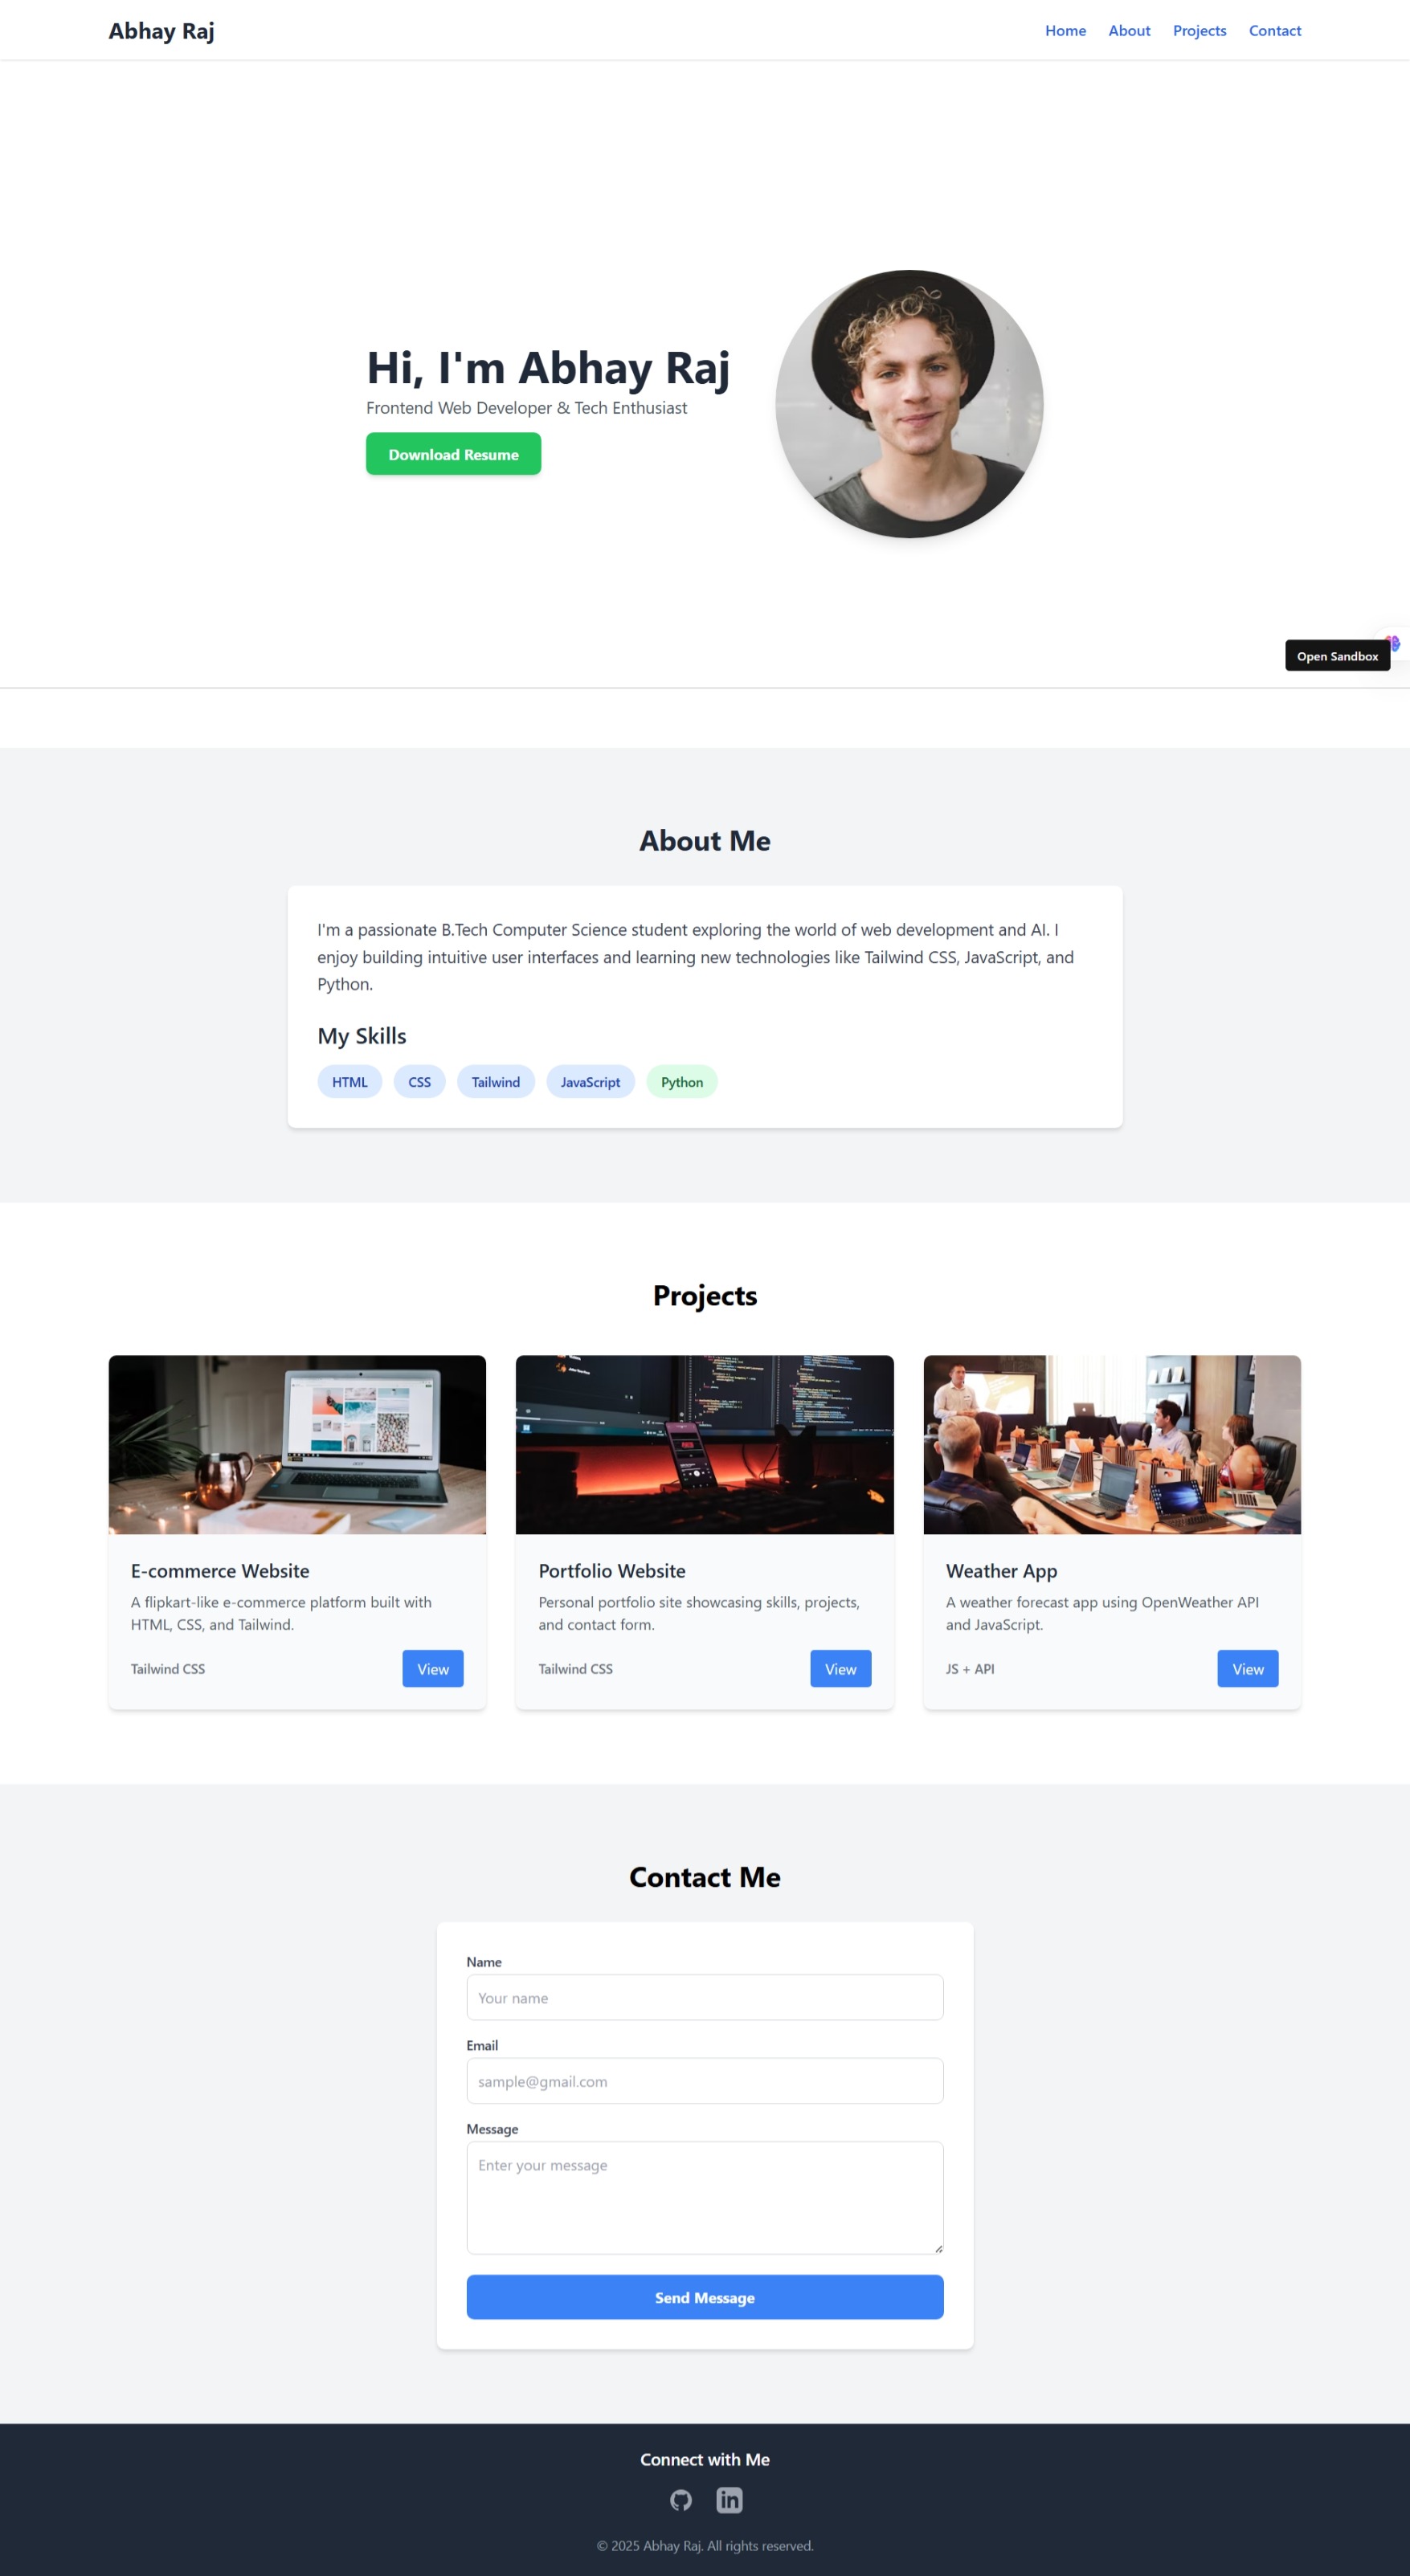 Abhay Raj
Home About Projects Contact
Hi, I'm Abhay Raj
Frontend Web Developer & Tech Enthusiast
Download Resume
Open Sandbox
About Me
I'm a passionate B.Tech Computer Science student exploring the world of web development and AI. I
enjoy building intuitive user interfaces and learning new technologies like Tailwind CSS, JavaScript, and
Python.
My Skills
HTML CSS Tailwind JavaScript Python
Projects
E-commerce Website
A flipkart-like e-commerce platform built with
HTML, CSS, and Tailwind.
Tailwind CSS View
Portfolio Website
Personal portfolio site showcasing skills, projects,
and contact form.
Tailwind CSS View
Weather App
A weather forecast app using OpenWeather API
and JavaScript.
JS + API View
Contact Me
Name
Your name
Email
sample@gmail.com
Message
Enter your message
Send Message
Connect with Me
in
© 2025 Abhay Raj. All rights reserved.